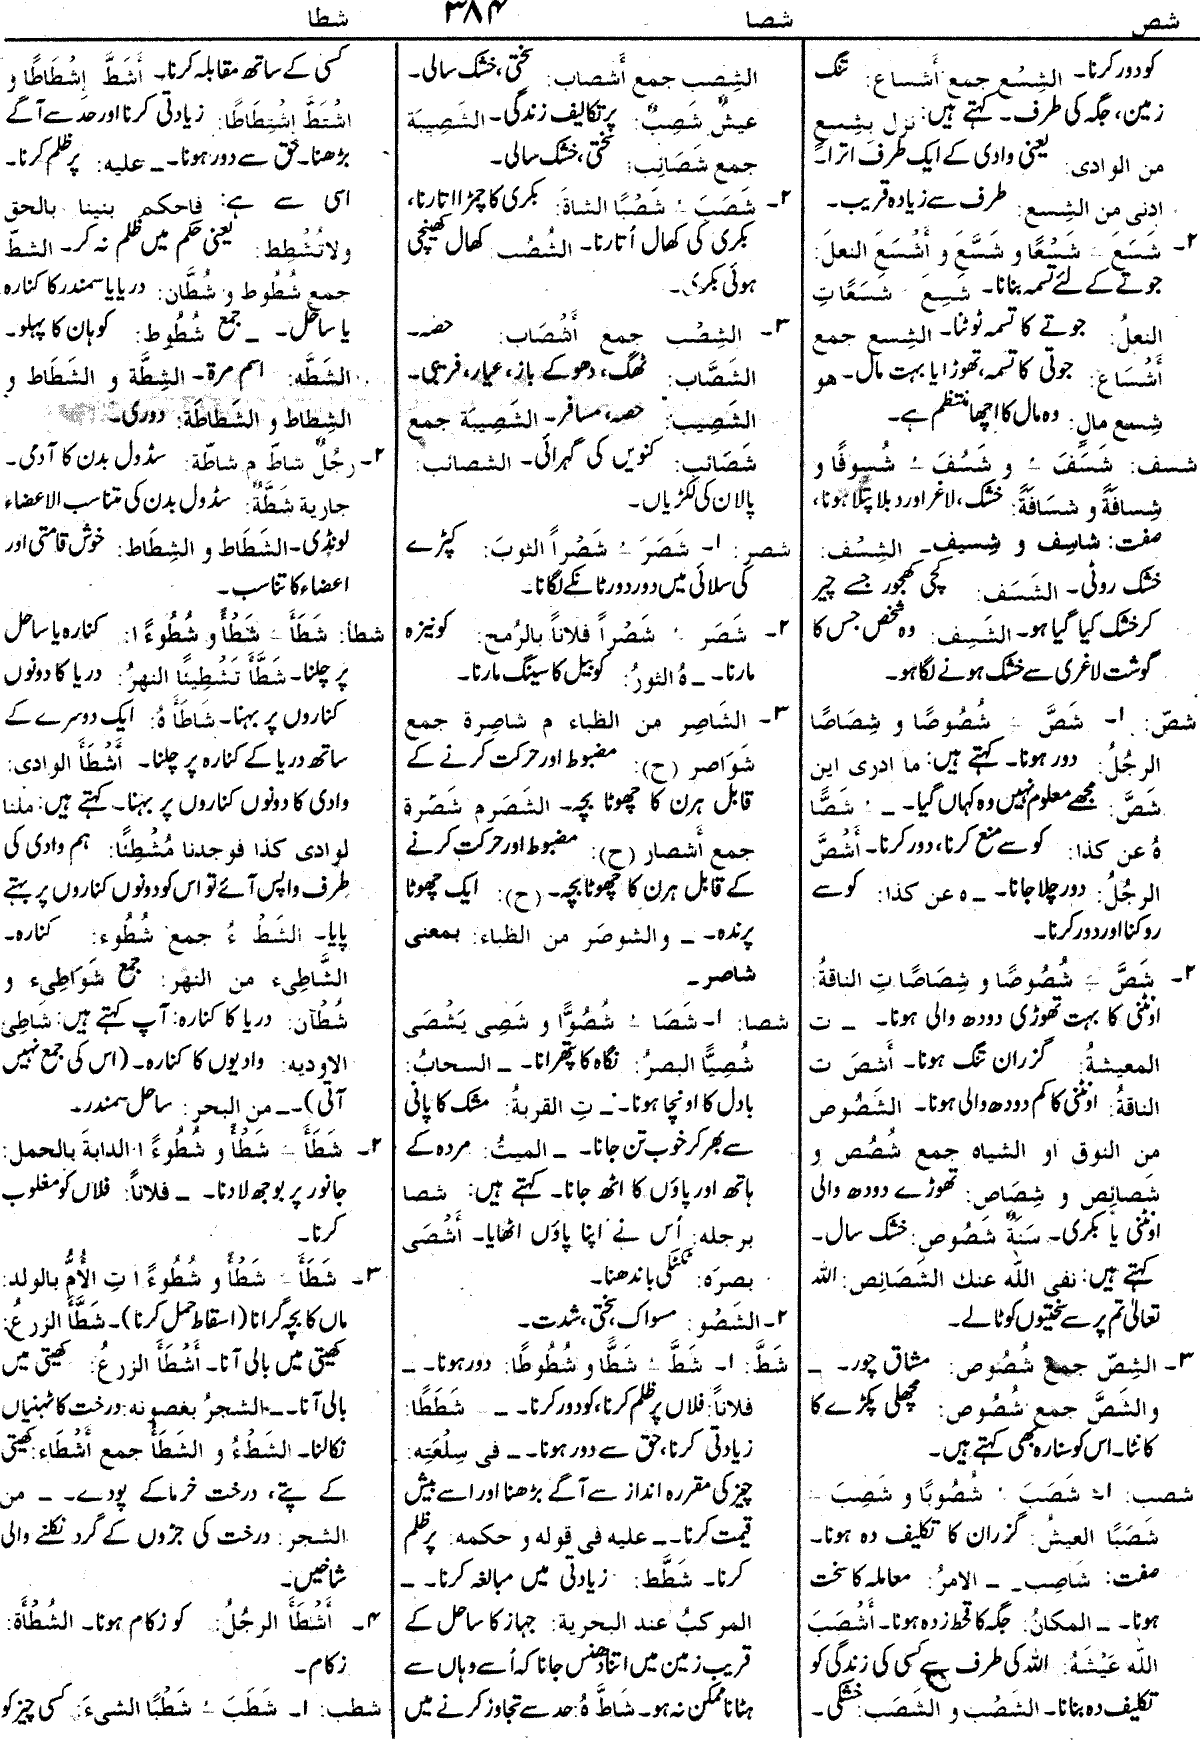 شص شصا ۳۸۴ شطا
کو دور کرنا۔ الشِسْع جمع أَشساع: تنگ
زمین، جگہ کی طرف۔ کہتے ہیں: نزل بِشِسع
من الوادی: یعنی وادی کے ایک طرف اترا۔
ادنٰی من الشِسع: طرف سے زیادہ قریب۔
۲- شَسَعَ ـَ شَسْعًا و شَسَّعَ و أَشْسَعَ النعلَ:
جوتے کے لئے تسمہ بنانا۔ شَسِعَ شَسَعًاتِ
النعلُ: جوتے کا تسمہ ٹوٹنا۔ الشِسع جمع
أَشْسَاع: جوتی کا تسمہ، تھوڑا یا بہت مال۔ هو
شِسع مالٍ: وہ مال کا اچھا منتظم ہے۔
شسف: شَسَفَ ـُ و شَسُفَ ـُ شُسوفًا و
شِسافَةً و شَسَافَةً: خشک، لاغر اور دبلا پتلا ہونا،
صفت: شاسِف و شَسِیف۔ الشِسْف:
خشک روٹی۔ الشَسَف: کچی کھجور جسے چیر
کر خشک کیا گیا ہو۔ الشَسِیف: وہ شخص جس کا
گوشت لاغری سے خشک ہونے لگا ہو۔
شصّ: ۱- شَصَّ ـِ شُصُوصًا و شِصَاصًا
الرجلُ: دور ہونا۔ کہتے ہیں: ما ادری این
شَصَّ: مجھے معلوم نہیں وہ کہاں گیا۔ ـ ـُ شَصًّا
ہُ عن کذا: کو سے منع کرنا، دور کرنا۔ أَشَصَّ
الرجلُ: دور چلا جانا۔ ـ ہ عن کذا: کو سے
روکنا اور دور کرنا۔
۲- شَصَّ ـِ شُصُوصًا و شِصَاصًا تِ الناقةُ:
اونٹنی کا بہت تھوڑی دودھ والی ہونا۔ ـ ت
المعیشةُ: گزران تنگ ہونا۔ أَشَصَ ت
الناقةُ: اونٹنی کا کم دودھ والی ہونا۔ الشَصُوص
مِن النوق او الشیاہ جمع شُصُص و
شصائِص و شِصَاص: تھوڑے دودھ والی
اونٹنی یا بکری۔ سَنَةٌ شَصُوص: خشک سال۔
کہتے ہیں: نفی اللّٰہ عنك الشَصَائِص: اللہ
تعالیٰ تم پر سے سختیوں کو ٹالے۔
۳- الشِصّ جمع شُصُوص: مشاق چور۔ ـ
والشَصَّ جمع شُصُوص: مچھلی پکڑنے کا
کانٹا۔ اس کو سنارہ بھی کہتے ہیں۔
شصب: ۱- شَصَبَ ـُ شُصُوبًا و شَصِبَ ـَ
شَصَبًا العیشُ: گزران کا تکلیف دہ ہونا۔
صفت: شاصِب۔ ـ الامرُ: معاملہ کا سخت
ہونا۔ ـ المکانُ: جگہ کا قحط زدہ ہونا۔ أَشْصَبَ
اللّٰہ عَیْشَہُ: اللہ کی طرف سے کسی کی زندگی کو
تکلیف دہ بنانا۔ الشَصْب و الشَصَب: خشکی۔
الشِصْب جمع أَشْصاب: سختی، خشک سالی۔
عیشٌ شَصِبٌ: پر تکالیف زندگی۔ الشَصِیبَة
جمع شَصَائِب: سختی، خشک سالی۔
۲- شَصَبَ ـُ شَصْبًا الشاةَ: بکری کا چمڑا اتارنا،
بکری کی کھال اُتارنا۔ الشُصُب: کھال کھینچی
ہوئی بکری۔
۳- الشِصْب جمع أَشْصَاب: حصہ۔
الشَصَّاب: ٹھگ، دھوکے باز، عیار، فریبی۔
الشَصِیب: حصہ، مسافر۔ الشَصِیبَة جمع
شَصَائِب: کنویں کی گہرائی۔ الشصائب:
پالان کی لکڑیاں۔
شصر: ۱- شَصَرَ ـُ شَصْراً الثوبَ: کپڑے
کی سلائی میں دور دور ٹانکے لگانا۔
۲- شَصَر ـُ شَصْراً فلاناً بالرُمح: کو نیزہ
مارنا۔ ـ ہُ الثورُ: کو بیل کا سینگ مارنا۔
۳- الشَاصِر من الظباء م شاصِرة جمع
شوَاصر (ح): مضبوط اور حرکت کرنے کے
قابل ہرن کا چھوٹا بچہ۔ الشَصَر م شَصَرَة
جمع أَشصار (ح): مضبوط اور حرکت کرنے
کے قابل ہرن کا چھوٹا بچہ۔ (ح): ایک چھوٹا
پرندہ۔ ـ والشوصَر من الظباء: بمعنی
شاصر۔
شصا: ۱- شَصَا ـُ شُصُوًّا و شَصِی یَشْصَی
شُصِیًّا البصرُ: نگاہ کا پتھرانا۔ ـ السحابُ:
بادل کا اونچا ہونا۔ ـ تِ القربةُ: مشک کا پانی
سے بھر کر خوب تن جانا۔ ـ المیتُ: مردہ کے
ہاتھ اور پاؤں کا اٹھ جانا۔ کہتے ہیں: شصا
برجله: اُس نے اپنا پاؤں اٹھایا۔ أَشْصَی
بصرَہ: ٹکٹکی باندھنا۔
۲- الشَصْو: مسواک، سختی، شدت۔
شَطَّ: ۱- شَطَّ ـُ شَطًّا و شُطُوطًا: دور ہونا۔ ـ
فلاناً: فلاں پر ظلم کرنا، کو دور کرنا۔ ـ شَطَطًا:
زیادتی کرنا، حق سے دور ہونا۔ ـ فی سِلْعَتِه:
چیز کی مقررہ انداز سے آگے بڑھنا اور اسے بیش
قیمت کرنا۔ ـ علیه فی قوله و حکمه: پر ظلم
کرنا۔ شَطَّط: زیادتی میں مبالغہ کرنا۔ ـ
المرکبُ عند البحریة: جہاز کا ساحل کے
قریب زمین میں اتنا دھنس جانا کہ اُسے وہاں سے
ہٹانا ممکن نہ ہو۔ شَاطَّ ہُ: حد سے تجاوز کرنے میں
کسی کے ساتھ مقابلہ کرنا۔ أَشَطَّ إِشْطَاطًا و
اشْتَطَّ اِشْتِطَاطًا: زیادتی کرنا اور حد سے آگے
بڑھنا۔ حق سے دور ہونا۔ ـ علیه: پر ظلم کرنا۔
اسی سے ہے: فاحکم بیننا بالحق
ولاتُشْطِط: یعنی حکم میں ظلم نہ کر۔ الشطّ
جمع شُطُوط و شُطَّان: دریا یا سمندر کا کنارہ
یا ساحل۔ ـ جمع شُطُوط: کوہان کا پہلو۔
الشَطَّه: اسم مرۃ۔ الشِطَّة و الشَطَاط و
الشِطاط و الشَطَاطَة: دوری۔
۲- رجُلٌ شاطّ م شاطّة: سڈول بدن کا آدمی۔
جاریة شَطَّةٌ: سڈول بدن کی متناسب الاعضاء
لونڈی۔ الشَطَاط و الشِطَاط: خوش قامتی اور
اعضاء کا تناسب۔
شطأ: شَطَأَ ـَ شَطْأً و شُطُوءً ا: کنارہ یا ساحل
پر چلنا۔ شَطَّأَ تَشْطِیئًا النهرُ: دریا کا دونوں
کناروں پر بہنا۔ شَاطَأَ ہُ: ایک دوسرے کے
ساتھ دریا کے کنارہ پر چلنا۔ أَشْطَأَ الوادی:
وادی کا دونوں کناروں پر بہنا۔ کہتے ہیں: ملنا
لوادی کذا فوجدنا مُشْطِئًا: ہم وادی کی
طرف واپس آئے تو اس کو دونوں کناروں پر بہتے
پایا۔ الشَطْ ءُ جمع شُطُوء: کنارہ۔
الشَّاطِیء من النهر: جمع شَوَاطِیء و
شُطْآن: دریا کا کنارہ: آپ کہتے ہیں: شَاطِی
الاودیه: وادیوں کا کنارہ۔ (اس کی جمع نہیں
آتی)۔ ـ من البحر: ساحل سمندر۔
۲- شَطَأَ ـَ شَطْأً و شُطُوءً ا الدابةَ بالحمل:
جانور پر بوجھ لادنا۔ ـ فلاناً: فلاں کو مغلوب
کرنا۔
۳- شَطَأَ ـَ شَطْأً و شُطُوءً ا تِ الأُمُّ بالولد:
ماں کا بچہ گرانا (اسقاط حمل کرنا)۔ شَطَّأَ الزرعُ:
کھیتی میں بالی آنا۔ أَشْطَأَ الزرعُ: کھیتی میں
بالی آنا۔ ـ الشجرُ بغصونه: درخت کا ٹہنیاں
نکالنا۔ الشَطْءُ و الشَطَأُ جمع أَشْطَاء: کھیتی
کے پتے، درخت خرما کے پودے۔ ـ من
الشجر: درخت کی جڑوں کے گرد نکلنے والی
شاخیں۔
۴- أَشْطَأَ الرجُلُ: کو زکام ہونا۔ الشُطْأَة:
زکام۔
شطب: ۱- شَطَبَ ـُ شَطْبًا الشیءَ: کسی چیز کو